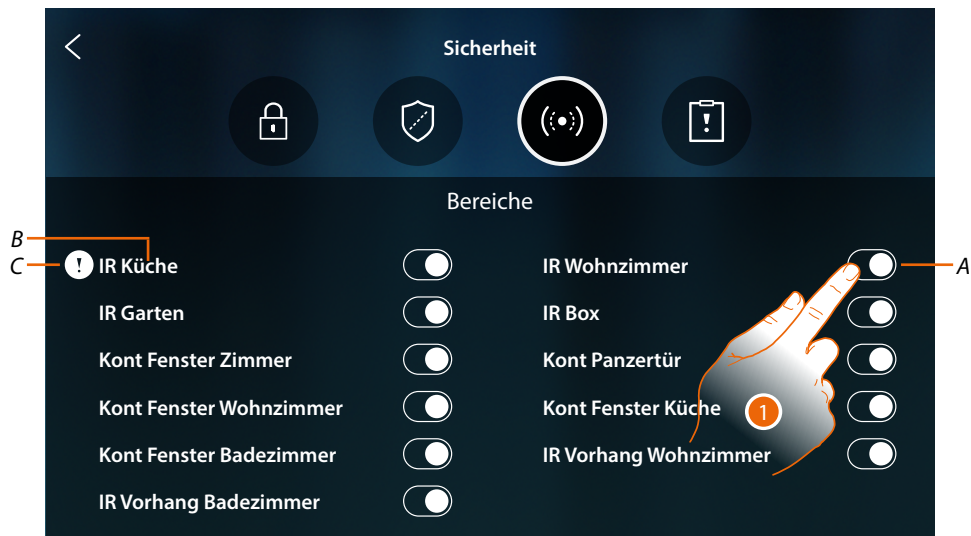 Sicherheit
Bereiche
B
C
! IR Küche
IR Wohnzimmer
A
IR Garten
IR Box
Kont Fenster Zimmer
Kont Panzertür
Kont Fenster Wohnzimmer
Kont Fenster Küche
1
Kont Fenster Badezimmer
IR Vorhang Wohnzimmer
IR Vorhang Badezimmer